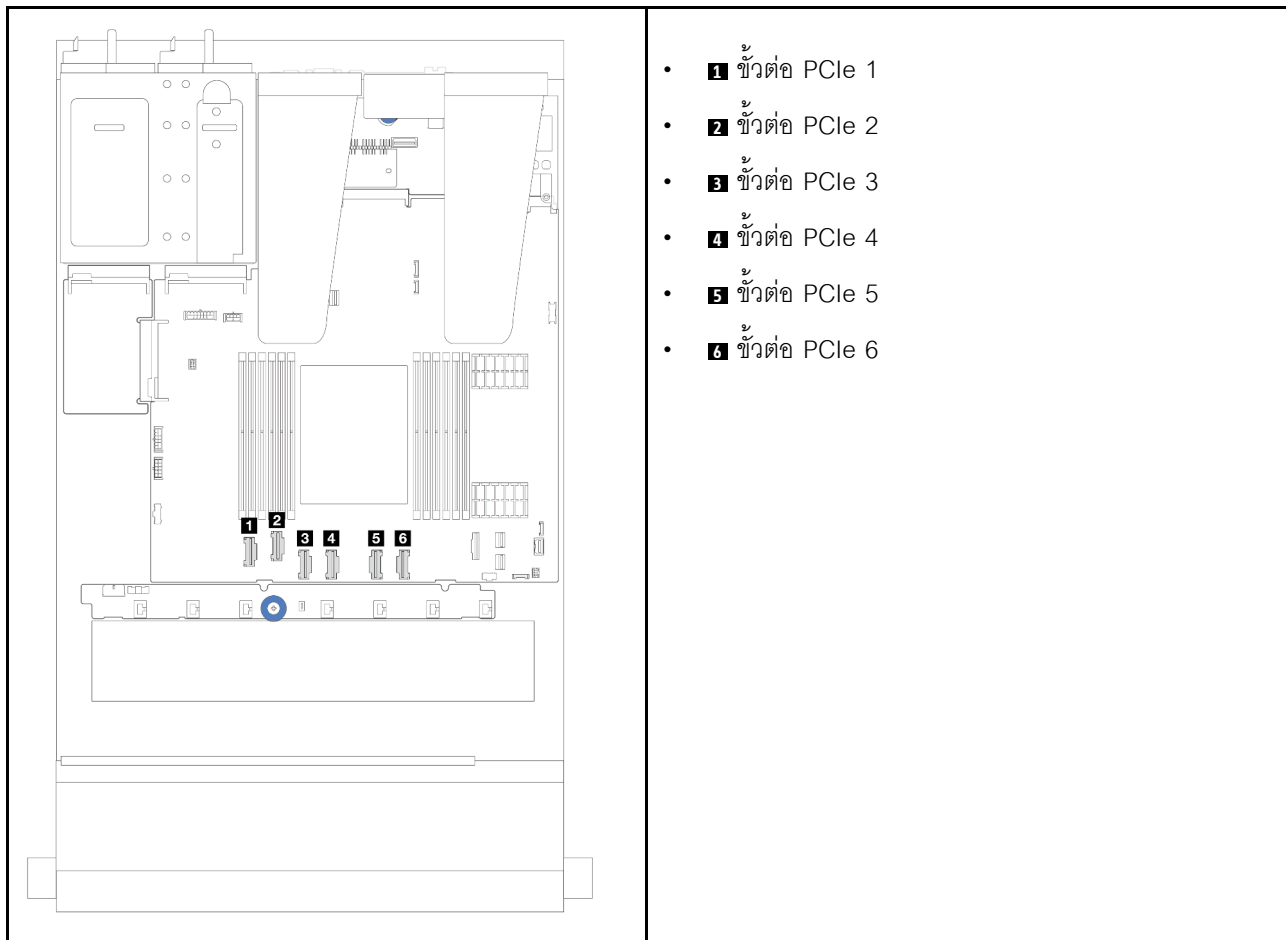 1
2
3
4
5
6
• 1 ขั้วต่อ PCIe 1
• 2 ขั้วต่อ PCIe 2
• 3 ขั้วต่อ PCIe 3
• 4 ขั้วต่อ PCIe 4
• 5 ขั้วต่อ PCIe 5
• 6 ขั้วต่อ PCIe 6